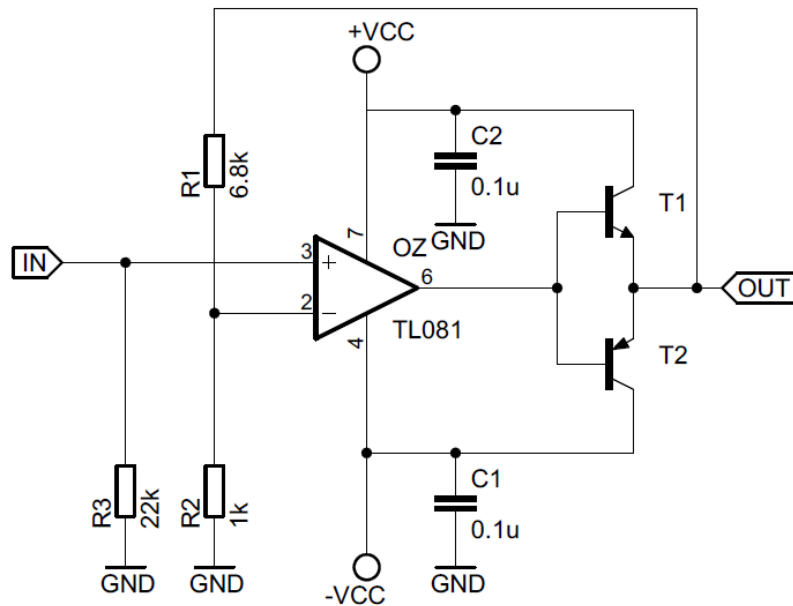 +VCC
C2
0.1u
GND
R1
6.8k
T1
7
OZ
IN
3
+
6
OUT
2
−
TL081
4
T2
R3
22k
R2
1k
C1
0.1u
GND
GND
-VCC
GND